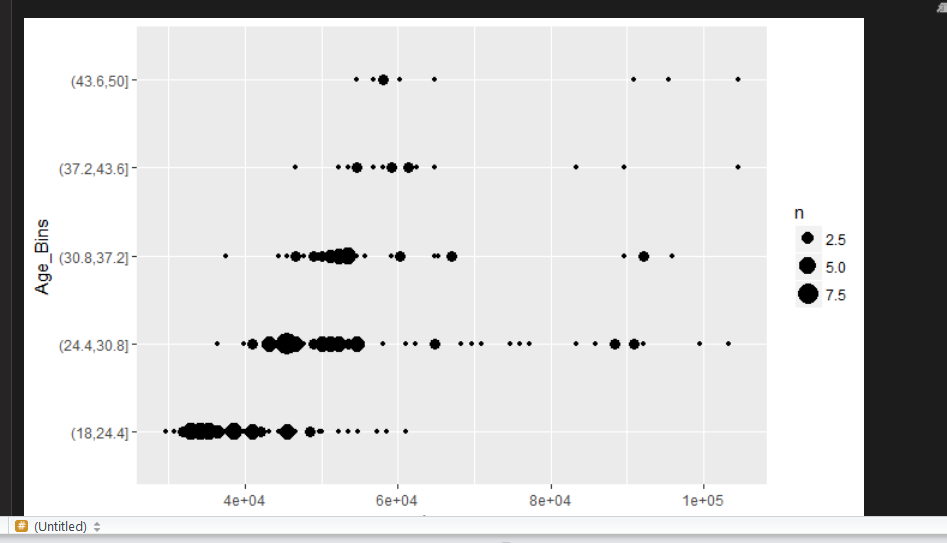 (43.6,50]
(37.2,43.6]
(30.8,37.2]
(24.4,30.8]
(18,24.4]
Age_Bins
4e+04 6e+04 8e+04 1e+05
n
2.5
5.0
7.5
# (Untitled)